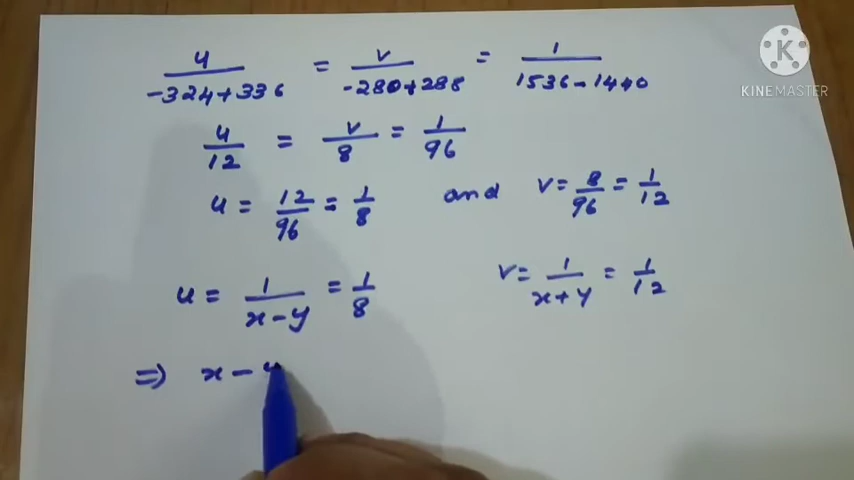 u/(-324+336) = v/(-280+288) = 1/(1536-1440)
KINEMASTER
u/12 = v/8 = 1/96
u = 12/96 = 1/8 and v = 8/96 = 1/12
u = 1/(x-y) = 1/8 v = 1/(x+y) = 1/12
⇒ x - y